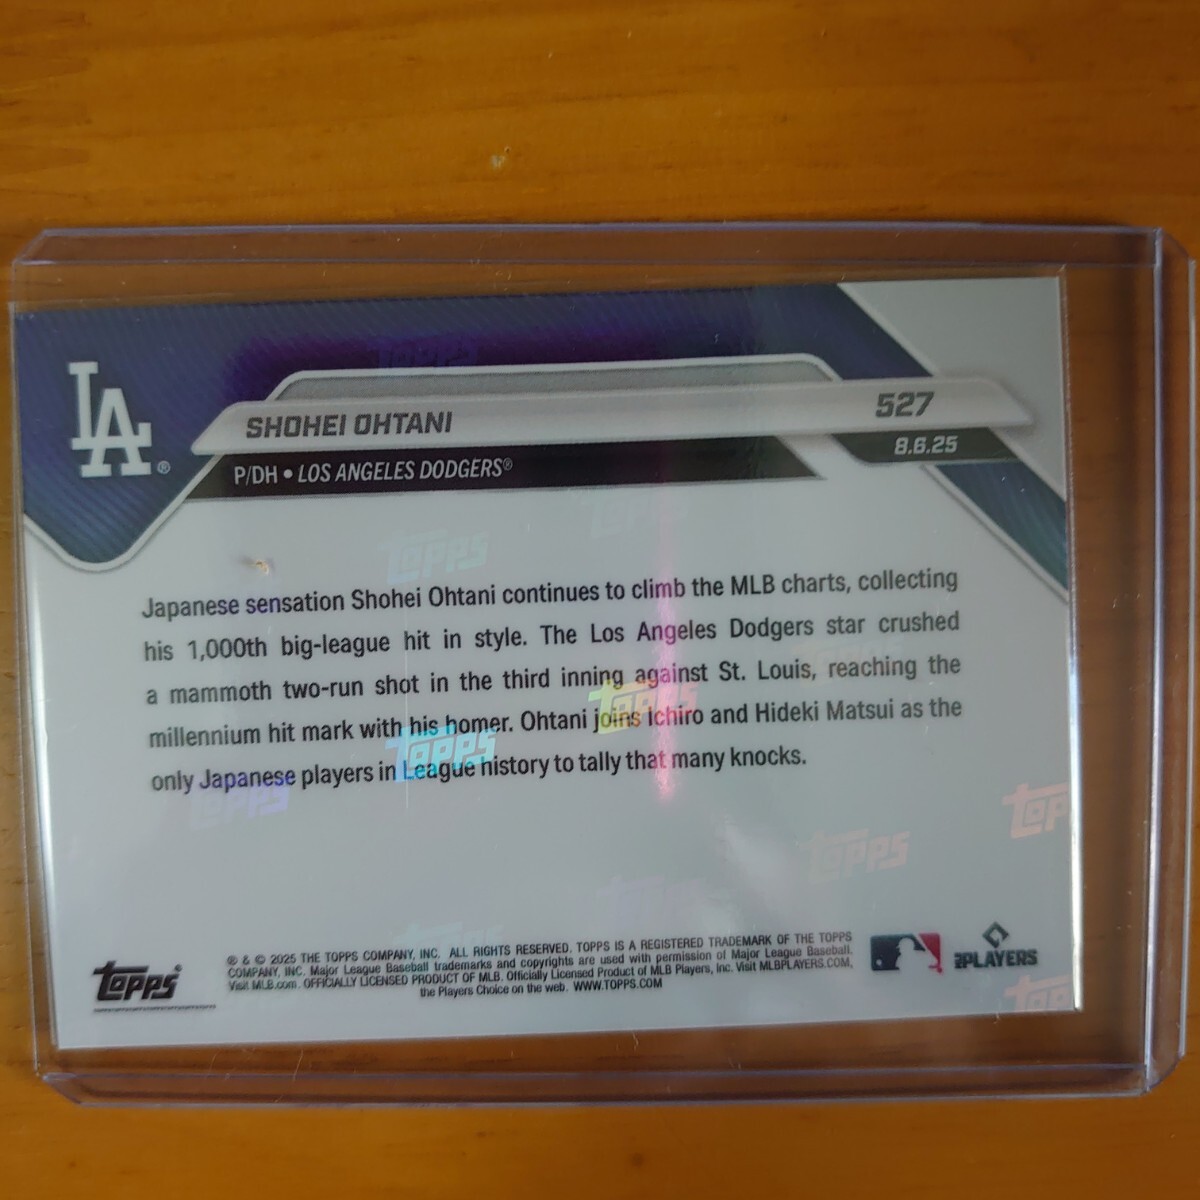 LA
SHOHEI OHTANI
527
8.6.25
P/DH • LOS ANGELES DODGERS®
Japanese sensation Shohei Ohtani continues to climb the MLB charts, collecting
his 1,000th big-league hit in style. The Los Angeles Dodgers star crushed
a mammoth two-run shot in the third inning against St. Louis, reaching the
millennium hit mark with his homer. Ohtani joins Ichiro and Hideki Matsui as the
only Japanese players in League history to tally that many knocks.
® & © 2025 THE TOPPS COMPANY, INC. ALL RIGHTS RESERVED. TOPPS IS A REGISTERED TRADEMARK OF THE TOPPS
COMPANY, INC. Major League Baseball trademarks and copyrights are used with permission of Major League Baseball.
Visit MLB.com. OFFICIALLY LICENSED PRODUCT OF MLB. Officially Licensed Product of MLB Players, Inc. Visit MLBPLAYERS.COM,
the Players Choice on the web. WWW.TOPPS.COM
Topps
PLAYERS